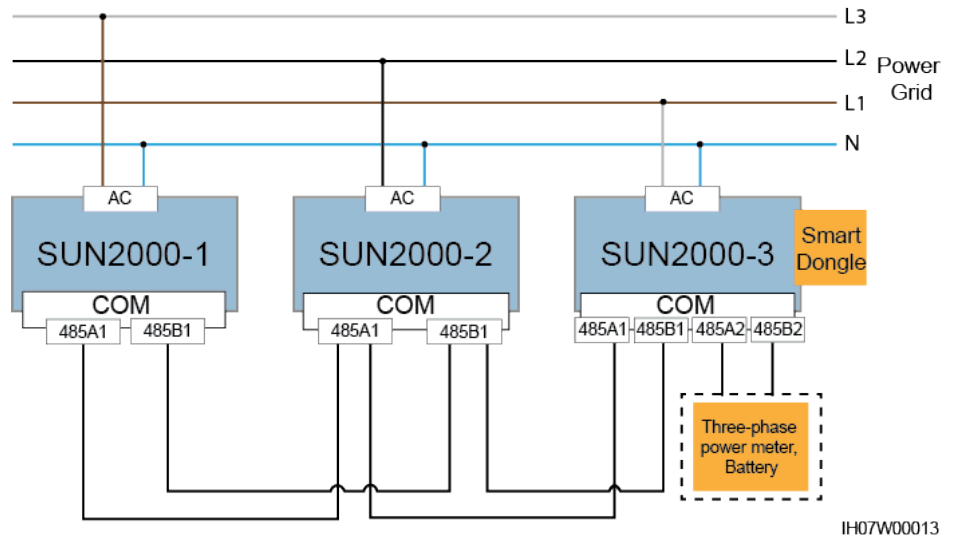 L3
L2
Power
Grid
L1
N
AC
AC
AC
SUN2000-1
SUN2000-2
SUN2000-3
Smart
Dongle
COM
COM
COM
485A1
485B1
485A1
485B1
485A1
485B1
485A2
485B2
Three-phase
power meter,
Battery
IH07W00013